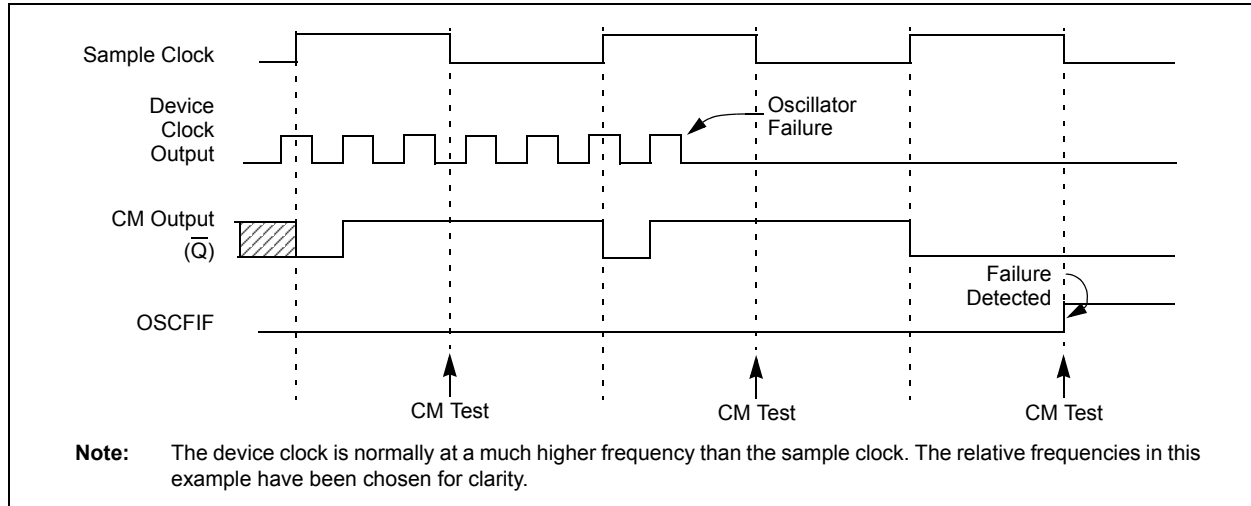 Sample Clock
Device
Clock
Output
Oscillator
Failure
CM Output
(Q̅)
Failure
Detected
OSCFIF
CM Test
CM Test
CM Test
Note: The device clock is normally at a much higher frequency than the sample clock. The relative frequencies in this
example have been chosen for clarity.